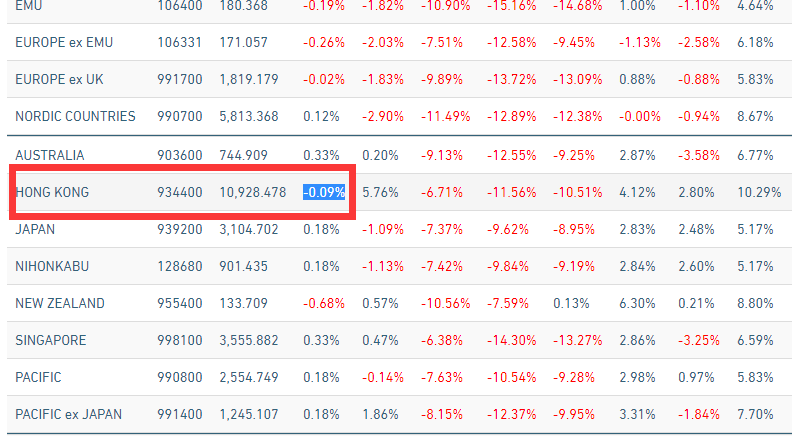 EMU 106400 180.368 -0.19% -1.82% -10.90% -15.16% -14.68% 1.00% -1.10% 4.64%
EUROPE ex EMU 106331 171.057 -0.26% -2.03% -7.51% -12.58% -9.45% -1.13% -2.58% 6.18%
EUROPE ex UK 991700 1,819.179 -0.02% -1.83% -9.89% -13.72% -13.09% 0.88% -0.88% 5.83%
NORDIC COUNTRIES 990700 5,813.368 0.12% -2.90% -11.49% -12.89% -12.38% -0.00% -0.94% 8.67%
AUSTRALIA 903600 744.909 0.33% 0.20% -9.13% -12.55% -9.25% 2.87% -3.58% 6.77%
HONG KONG 934400 10,928.478 -0.09% 5.76% -6.71% -11.56% -10.51% 4.12% 2.80% 10.29%
JAPAN 939200 3,104.702 0.18% -1.09% -7.37% -9.62% -8.95% 2.83% 2.48% 5.17%
NIHONKABU 128680 901.435 0.18% -1.13% -7.42% -9.84% -9.19% 2.84% 2.60% 5.17%
NEW ZEALAND 955400 133.709 -0.68% 0.57% -10.56% -7.59% 0.13% 6.30% 0.21% 8.80%
SINGAPORE 998100 3,555.882 0.33% 0.47% -6.38% -14.30% -13.27% 2.86% -3.25% 6.59%
PACIFIC 990800 2,554.749 0.18% -0.14% -7.63% -10.54% -9.28% 2.98% 0.97% 5.83%
PACIFIC ex JAPAN 991400 1,245.107 0.18% 1.86% -8.15% -12.37% -9.95% 3.31% -1.84% 7.70%